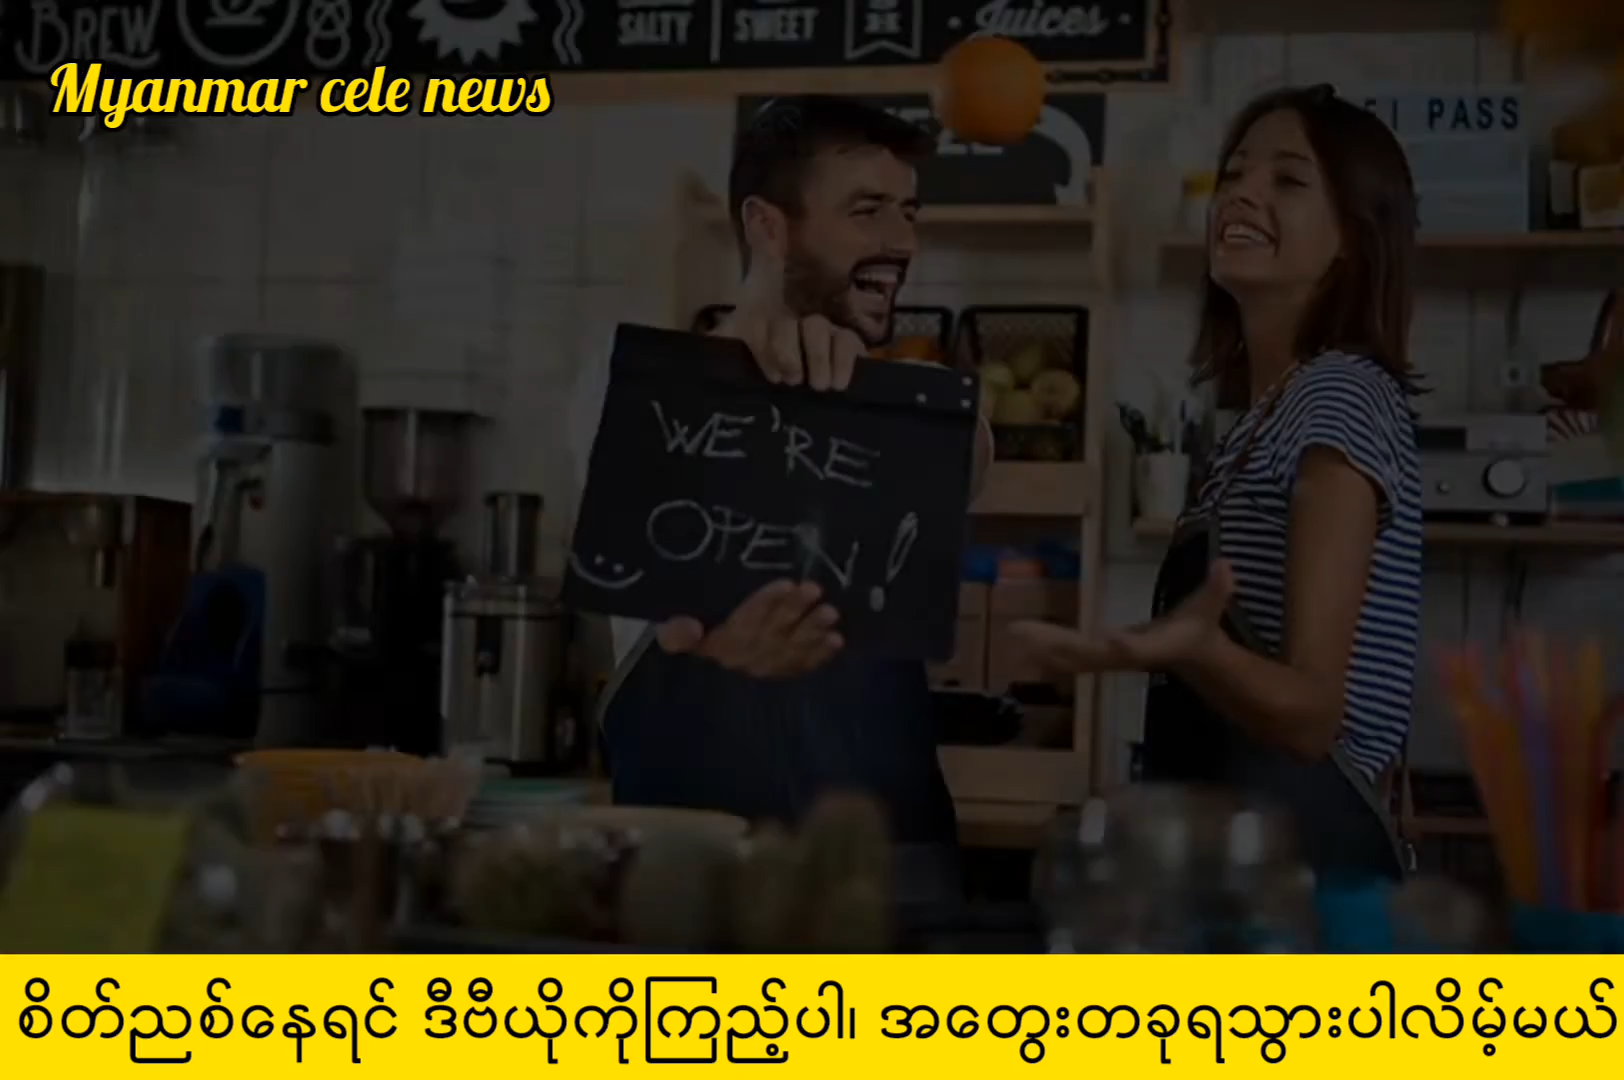 BREW
SALTY
SWEET
Juices
Myanmar cele news
PASS
WE'RE
OPEN!
စိတ်ညစ်နေရင် ဒီဗီယိုကိုကြည့်ပါ၊ အတွေးတခုရသွားပါလိမ့်မယ်